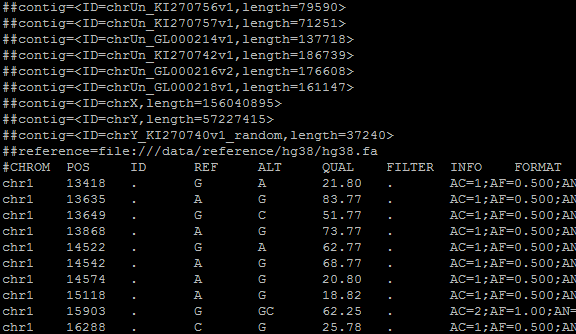 ##contig=<ID=chrUn_KI270756v1,length=79590>
##contig=<ID=chrUn_KI270757v1,length=71251>
##contig=<ID=chrUn_GL000214v1,length=137718>
##contig=<ID=chrUn_KI270742v1,length=186739>
##contig=<ID=chrUn_GL000216v2,length=176608>
##contig=<ID=chrUn_GL000218v1,length=161147>
##contig=<ID=chrX,length=156040895>
##contig=<ID=chrY,length=57227415>
##contig=<ID=chrY_KI270740v1_random,length=37240>
##reference=file:///data/reference/hg38/hg38.fa
#CHROM POS ID REF ALT QUAL FILTER INFO FORMAT
chr1 13418 . G A 21.80 . AC=1;AF=0.500;AN
chr1 13635 . A G 83.77 . AC=1;AF=0.500;AN
chr1 13649 . G C 51.77 . AC=1;AF=0.500;AN
chr1 13868 . A G 73.77 . AC=1;AF=0.500;AN
chr1 14522 . G A 62.77 . AC=1;AF=0.500;AN
chr1 14542 . A G 68.77 . AC=1;AF=0.500;AN
chr1 14574 . A G 20.80 . AC=1;AF=0.500;AN
chr1 15118 . A G 18.82 . AC=1;AF=0.500;AN
chr1 15903 . G GC 62.25 . AC=2;AF=1.00;AN=
chr1 16288 . C G 25.78 . AC=1;AF=0.500;AN